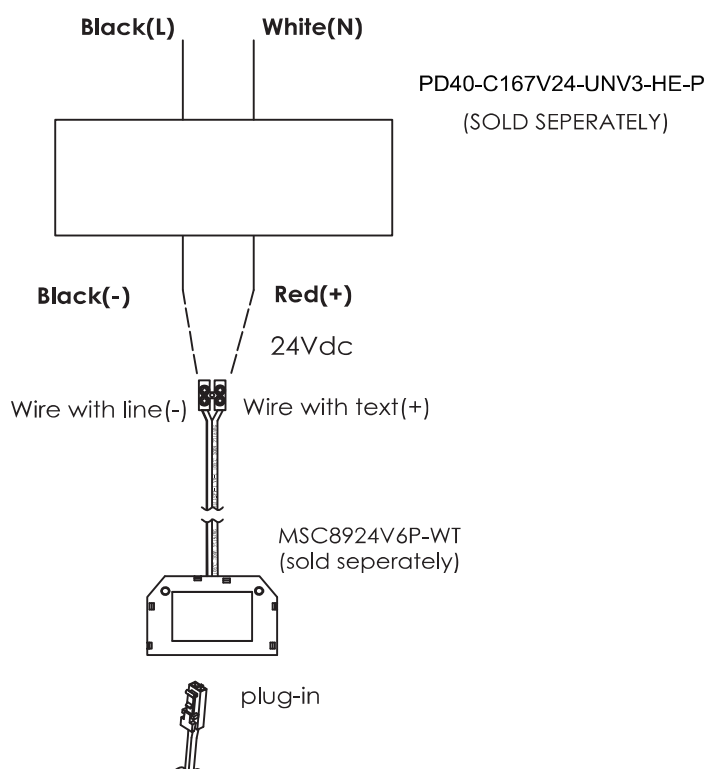 Black(L) White(N)
PD40-C167V24-UNV3-HE-P
(SOLD SEPERATELY)
Black(-) Red(+)
24Vdc
Wire with line(-) Wire with text(+)
MSC8924V6P-WT
(sold seperately)
plug-in